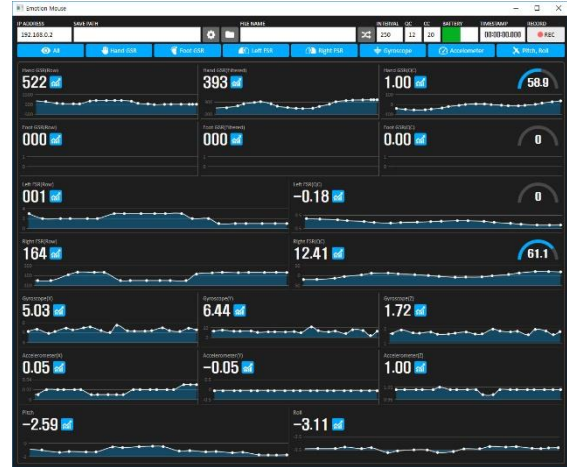 Emotion Mouse
IP ADDRESS SAVE PATH FILE NAME INTERVAL QC CC BATTERY TIMESTAMP RECORD
192.168.0.2 250 12 20 00:00:00.000 REC
All Hand GSR Foot GSR Left FSR Right FSR Gyroscope Accelerometer Pitch, Roll
Hand GSR(Raw) Hand GSR(Filtered) Hand GSR(QC)
522 393 1.00 58.9
Foot GSR(Raw) Foot GSR(Filtered) Foot GSR(QC)
000 000 0.00 0
Left FSR(Raw) Left FSR(QC)
001 -0.18 0
Right FSR(Raw) Right FSR(QC)
164 12.41 61.1
Gyroscope(X) Gyroscope(Y) Gyroscope(Z)
5.03 6.44 1.72
Accelerometer(X) Accelerometer(Y) Accelerometer(Z)
0.05 -0.05 1.00
Pitch Roll
-2.59 -3.11